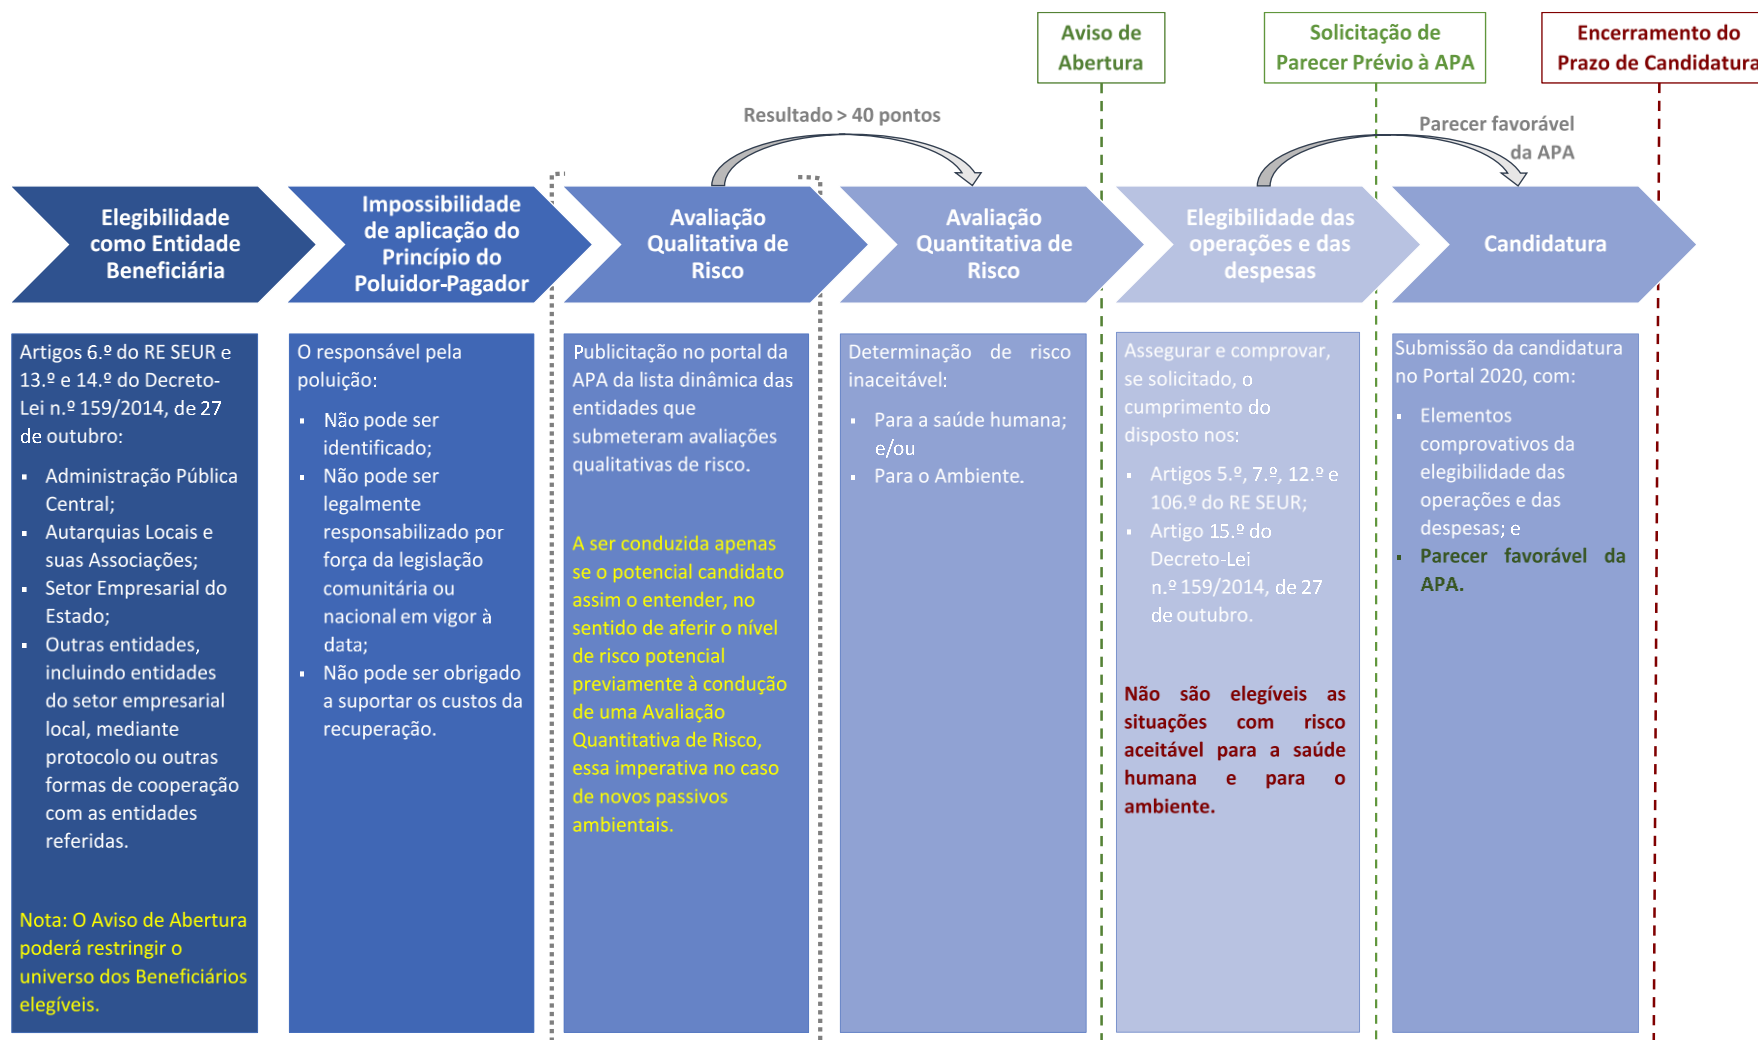 Aviso de
Abertura
Solicitação de
Parecer Prévio à APA
Encerramento do
Prazo de Candidatura
Resultado > 40 pontos
Parecer favorável
da APA
Elegibilidade
como Entidade
Beneficiária
Impossibilidade
de aplicação do
Princípio do
Poluidor-Pagador
Avaliação
Qualitativa de
Risco
Avaliação
Quantitativa de
Risco
Elegibilidade das
operações e das
despesas
Candidatura
Artigos 6.º do RE SEUR e
13.º e 14.º do Decreto-
Lei n.º 159/2014, de 27
de outubro:
▪ Administração Pública
Central;
▪ Autarquias Locais e
suas Associações;
▪ Setor Empresarial do
Estado;
▪ Outras entidades,
incluindo entidades
do setor empresarial
local, mediante
protocolo ou outras
formas de cooperação
com as entidades
referidas.
Nota: O Aviso de Abertura
poderá restringir o
universo dos Beneficiários
elegíveis.
O responsável pela
poluição:
▪ Não pode ser
identificado;
▪ Não pode ser
legalmente
responsabilizado por
força da legislação
comunitária ou
nacional em vigor à
data;
▪ Não pode ser obrigado
a suportar os custos da
recuperação.
Publicitação no portal da
APA da lista dinâmica das
entidades que
submeteram avaliações
qualitativas de risco.
A ser conduzida apenas
se o potencial candidato
assim o entender, no
sentido de aferir o nível
de risco potencial
previamente à condução
de uma Avaliação
Quantitativa de Risco,
essa imperativa no caso
de novos passivos
ambientais.
Determinação de risco
inaceitável:
▪ Para a saúde humana;
e/ou
▪ Para o Ambiente.
Assegurar e comprovar,
se solicitado, o
cumprimento do
disposto nos:
▪ Artigos 5.º, 7.º, 12.º e
106.º do RE SEUR;
▪ Artigo 15.º do
Decreto-Lei
n.º 159/2014, de 27
de outubro.
Não são elegíveis as
situações com risco
aceitável para a saúde
humana e para o
ambiente.
Submissão da candidatura
no Portal 2020, com:
▪ Elementos
comprovativos da
elegibilidade das
operações e das
despesas; e
▪ Parecer favorável da
APA.